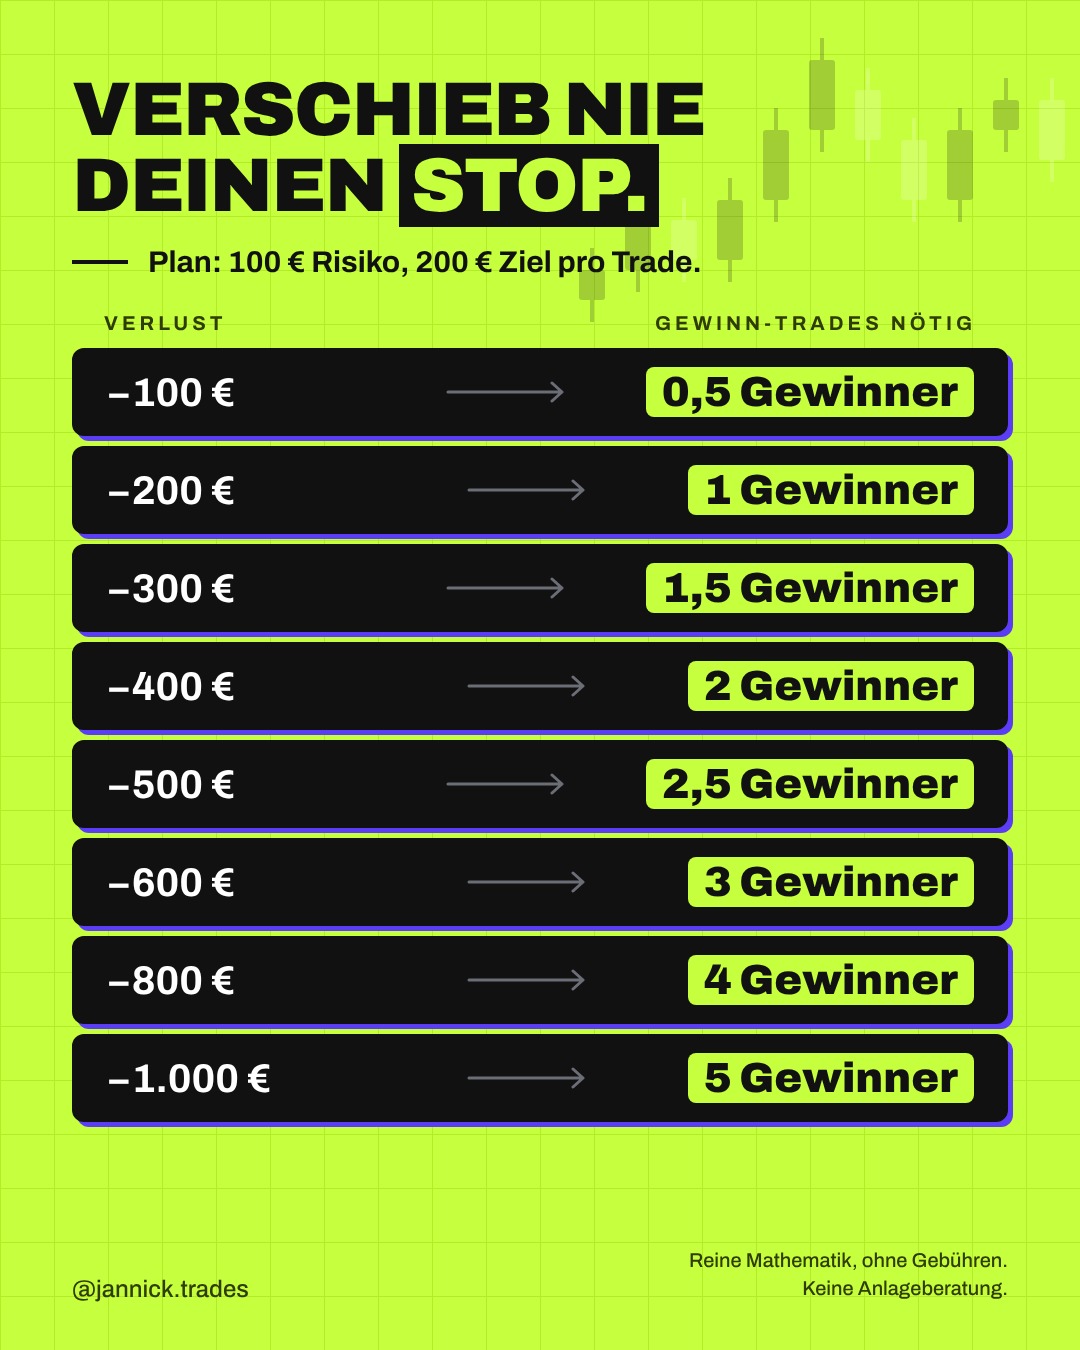 VERSCHIEB NIE
DEINEN STOP.
Plan: 100 € Risiko, 200 € Ziel pro Trade.
VERLUST GEWINN-TRADES NÖTIG
–100 € 0,5 Gewinner
–200 € 1 Gewinner
–300 € 1,5 Gewinner
–400 € 2 Gewinner
–500 € 2,5 Gewinner
–600 € 3 Gewinner
–800 € 4 Gewinner
–1.000 € 5 Gewinner
Reine Mathematik, ohne Gebühren.
@jannick.trades Keine Anlageberatung.